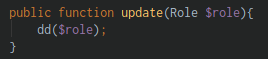 public function update(Role $role){
    dd($role);
}